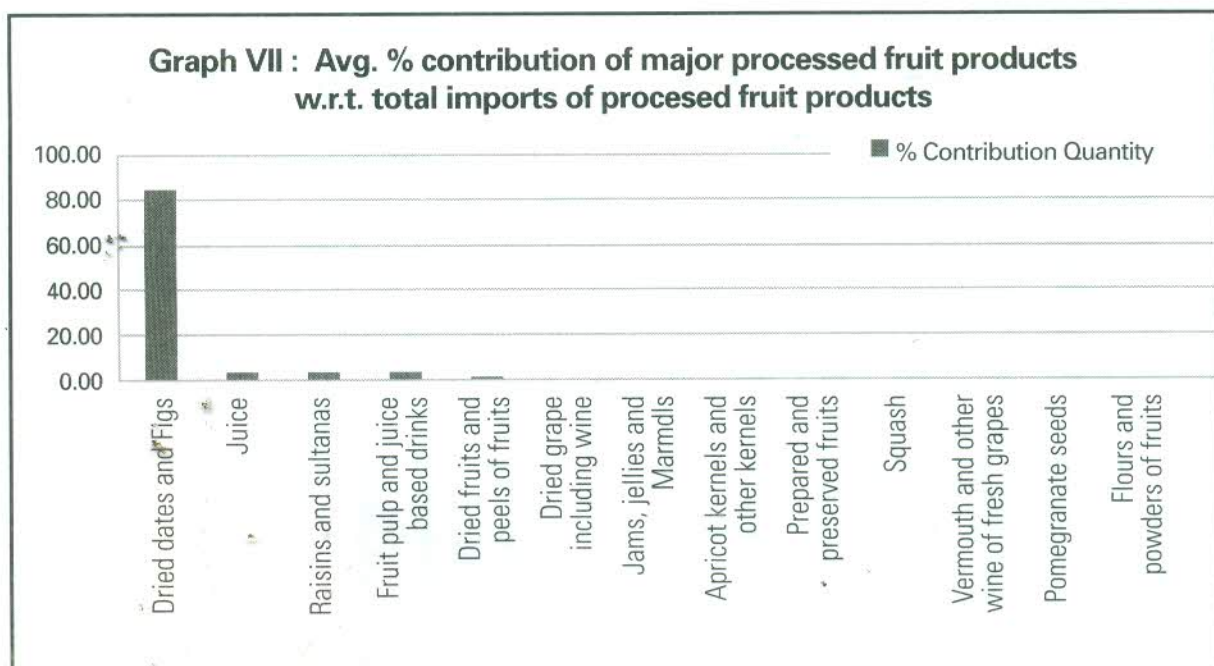 Graph VII : Avg. % contribution of major processed fruit products
w.r.t. total imports of procesed fruit products
% Contribution Quantity
100.00
80.00
60.00
40.00
20.00
0.00
Dried dates and Figs
Juice
Raisins and sultanas
Fruit pulp and juice
based drinks
Dried fruits and
peels of fruits
Dried grape
including wine
Jams, jellies and
Marmdls
Apricot kernels and
other kernels
Prepared and
preserved fruits
Squash
Vermouth and other
wine of fresh grapes
Pomegranate seeds
Flours and
powders of fruits